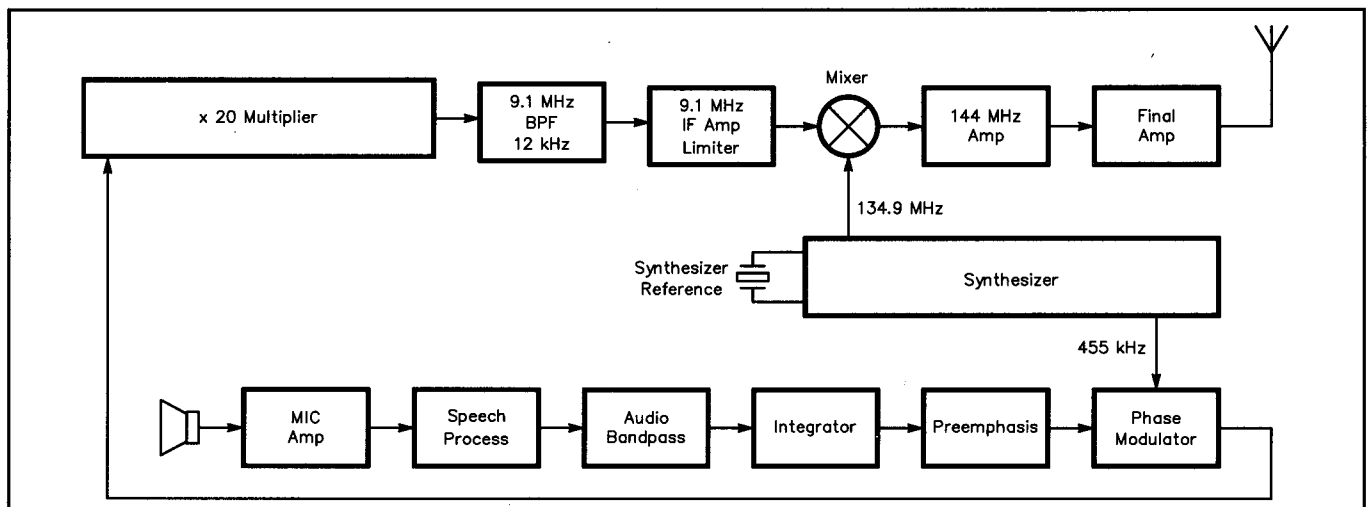 Mixer
x 20 Multiplier
9.1 MHz
BPF
12 kHz
9.1 MHz
IF Amp
Limiter
144 MHz
Amp
Final
Amp
134.9 MHz
Synthesizer
Reference
Synthesizer
455 kHz
MIC
Amp
Speech
Process
Audio
Bandpass
Integrator
Preemphasis
Phase
Modulator